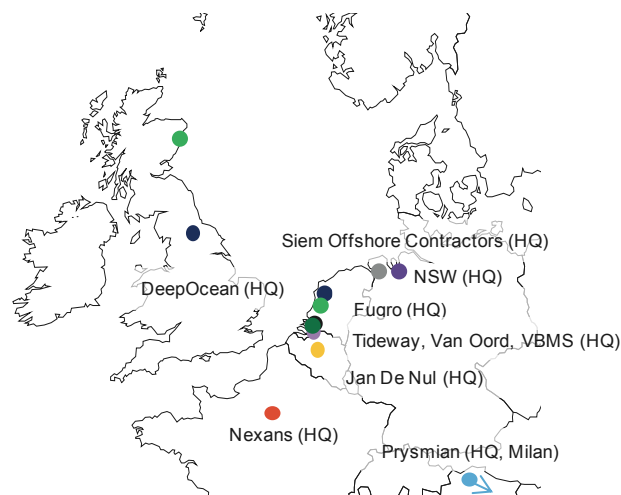 Siem Offshore Contractors (HQ)
NSW (HQ)
DeepOcean (HQ)
Fugro (HQ)
Tideway, Van Oord, VBMS (HQ)
Jan De Nul (HQ)
Nexans (HQ)
Prysmian (HQ, Milan)